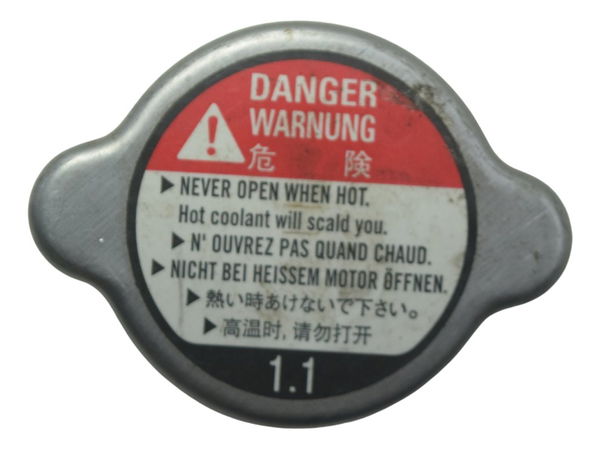 DANGER
WARNUNG
危 険
▶ NEVER OPEN WHEN HOT.
Hot coolant will scald you.
▶ N' OUVREZ PAS QUAND CHAUD.
▶ NICHT BEI HEISSEM MOTOR ÖFFNEN.
▶ 熱い時あけないで下さい。
▶ 高温时, 请勿打开
1.1